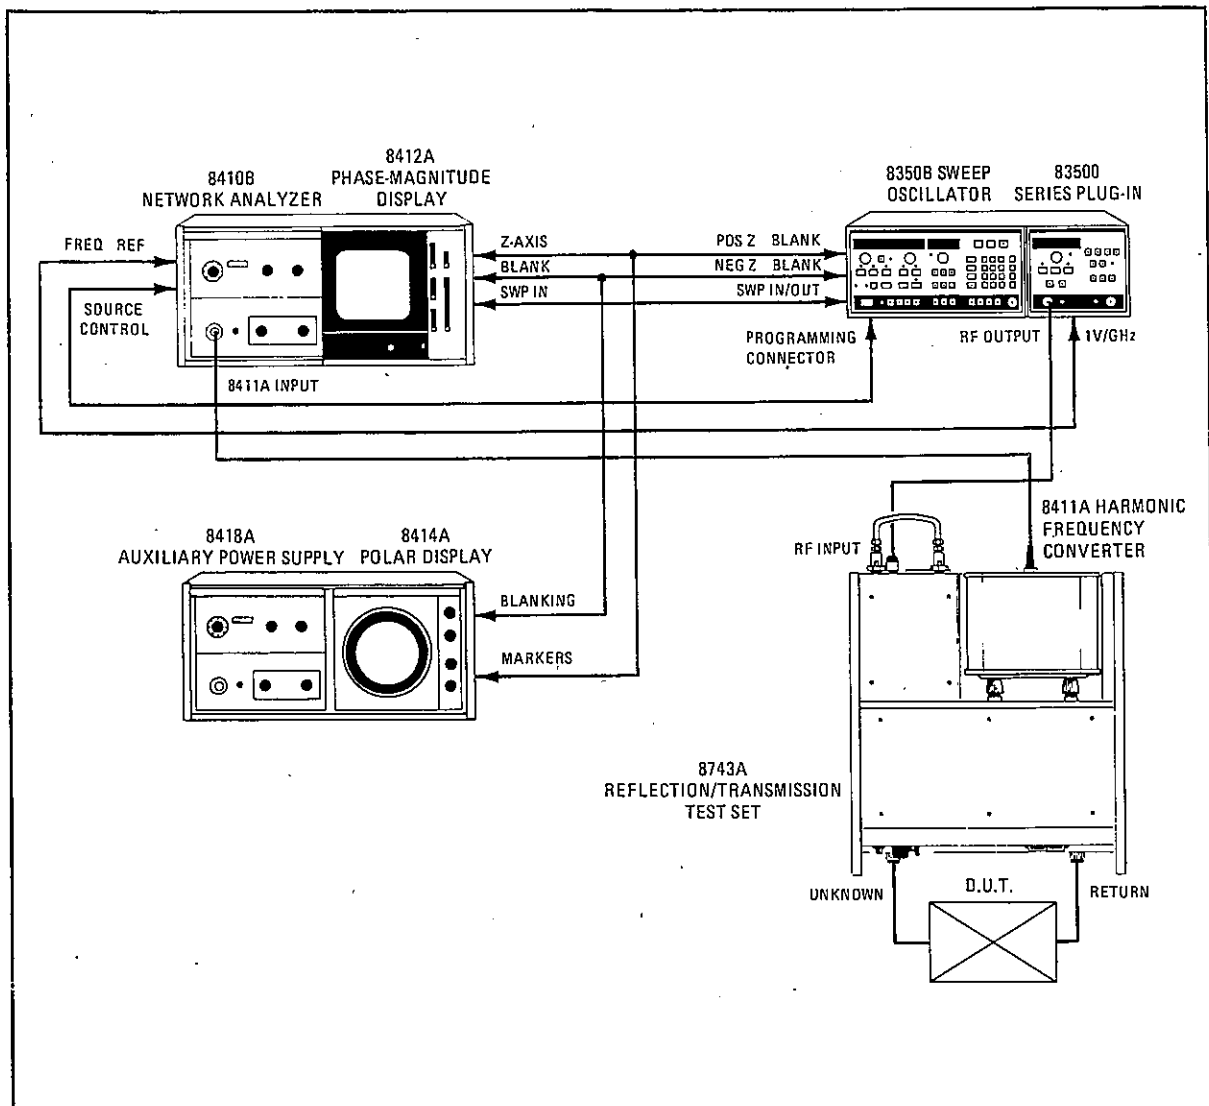 8410B
NETWORK ANALYZER
8412A
PHASE-MAGNITUDE
DISPLAY
8350B SWEEP
OSCILLATOR
83500
SERIES PLUG-IN
FREQ REF
SOURCE
CONTROL
Z-AXIS
BLANK
SWP IN
POS Z BLANK
NEG Z BLANK
SWP IN/OUT
8411A INPUT
PROGRAMMING
CONNECTOR
RF OUTPUT
1V/GHz
8418A
AUXILIARY POWER SUPPLY
8414A
POLAR DISPLAY
BLANKING
MARKERS
RF INPUT
8411A HARMONIC
FREQUENCY
CONVERTER
8743A
REFLECTION/TRANSMISSION
TEST SET
UNKNOWN
D.U.T.
RETURN